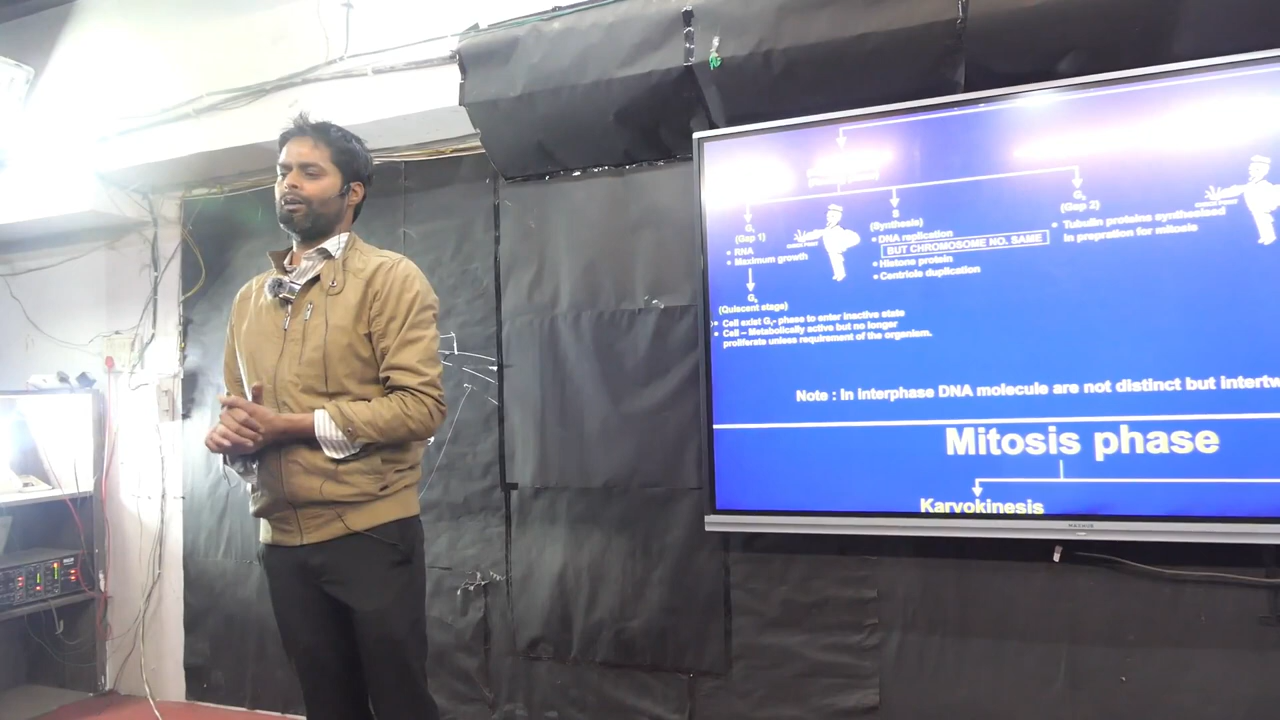 G₁
(Gap 1)
• RNA
• Maximum growth
G₀
(Quiescent stage)
• Cell exist G₁- phase to enter inactive state
• Cell – Metabolically active but no longer
proliferate unless requirement of the organism.
S
(Synthesis)
• DNA replication
BUT CHROMOSOME NO. SAME
• Histone protein
• Centriole duplication
G₂
(Gap 2)
• Tubulin proteins synthesised
in prepration for mitosis
Note : In interphase DNA molecule are not distinct but intertw
Mitosis phase
Karyokinesis